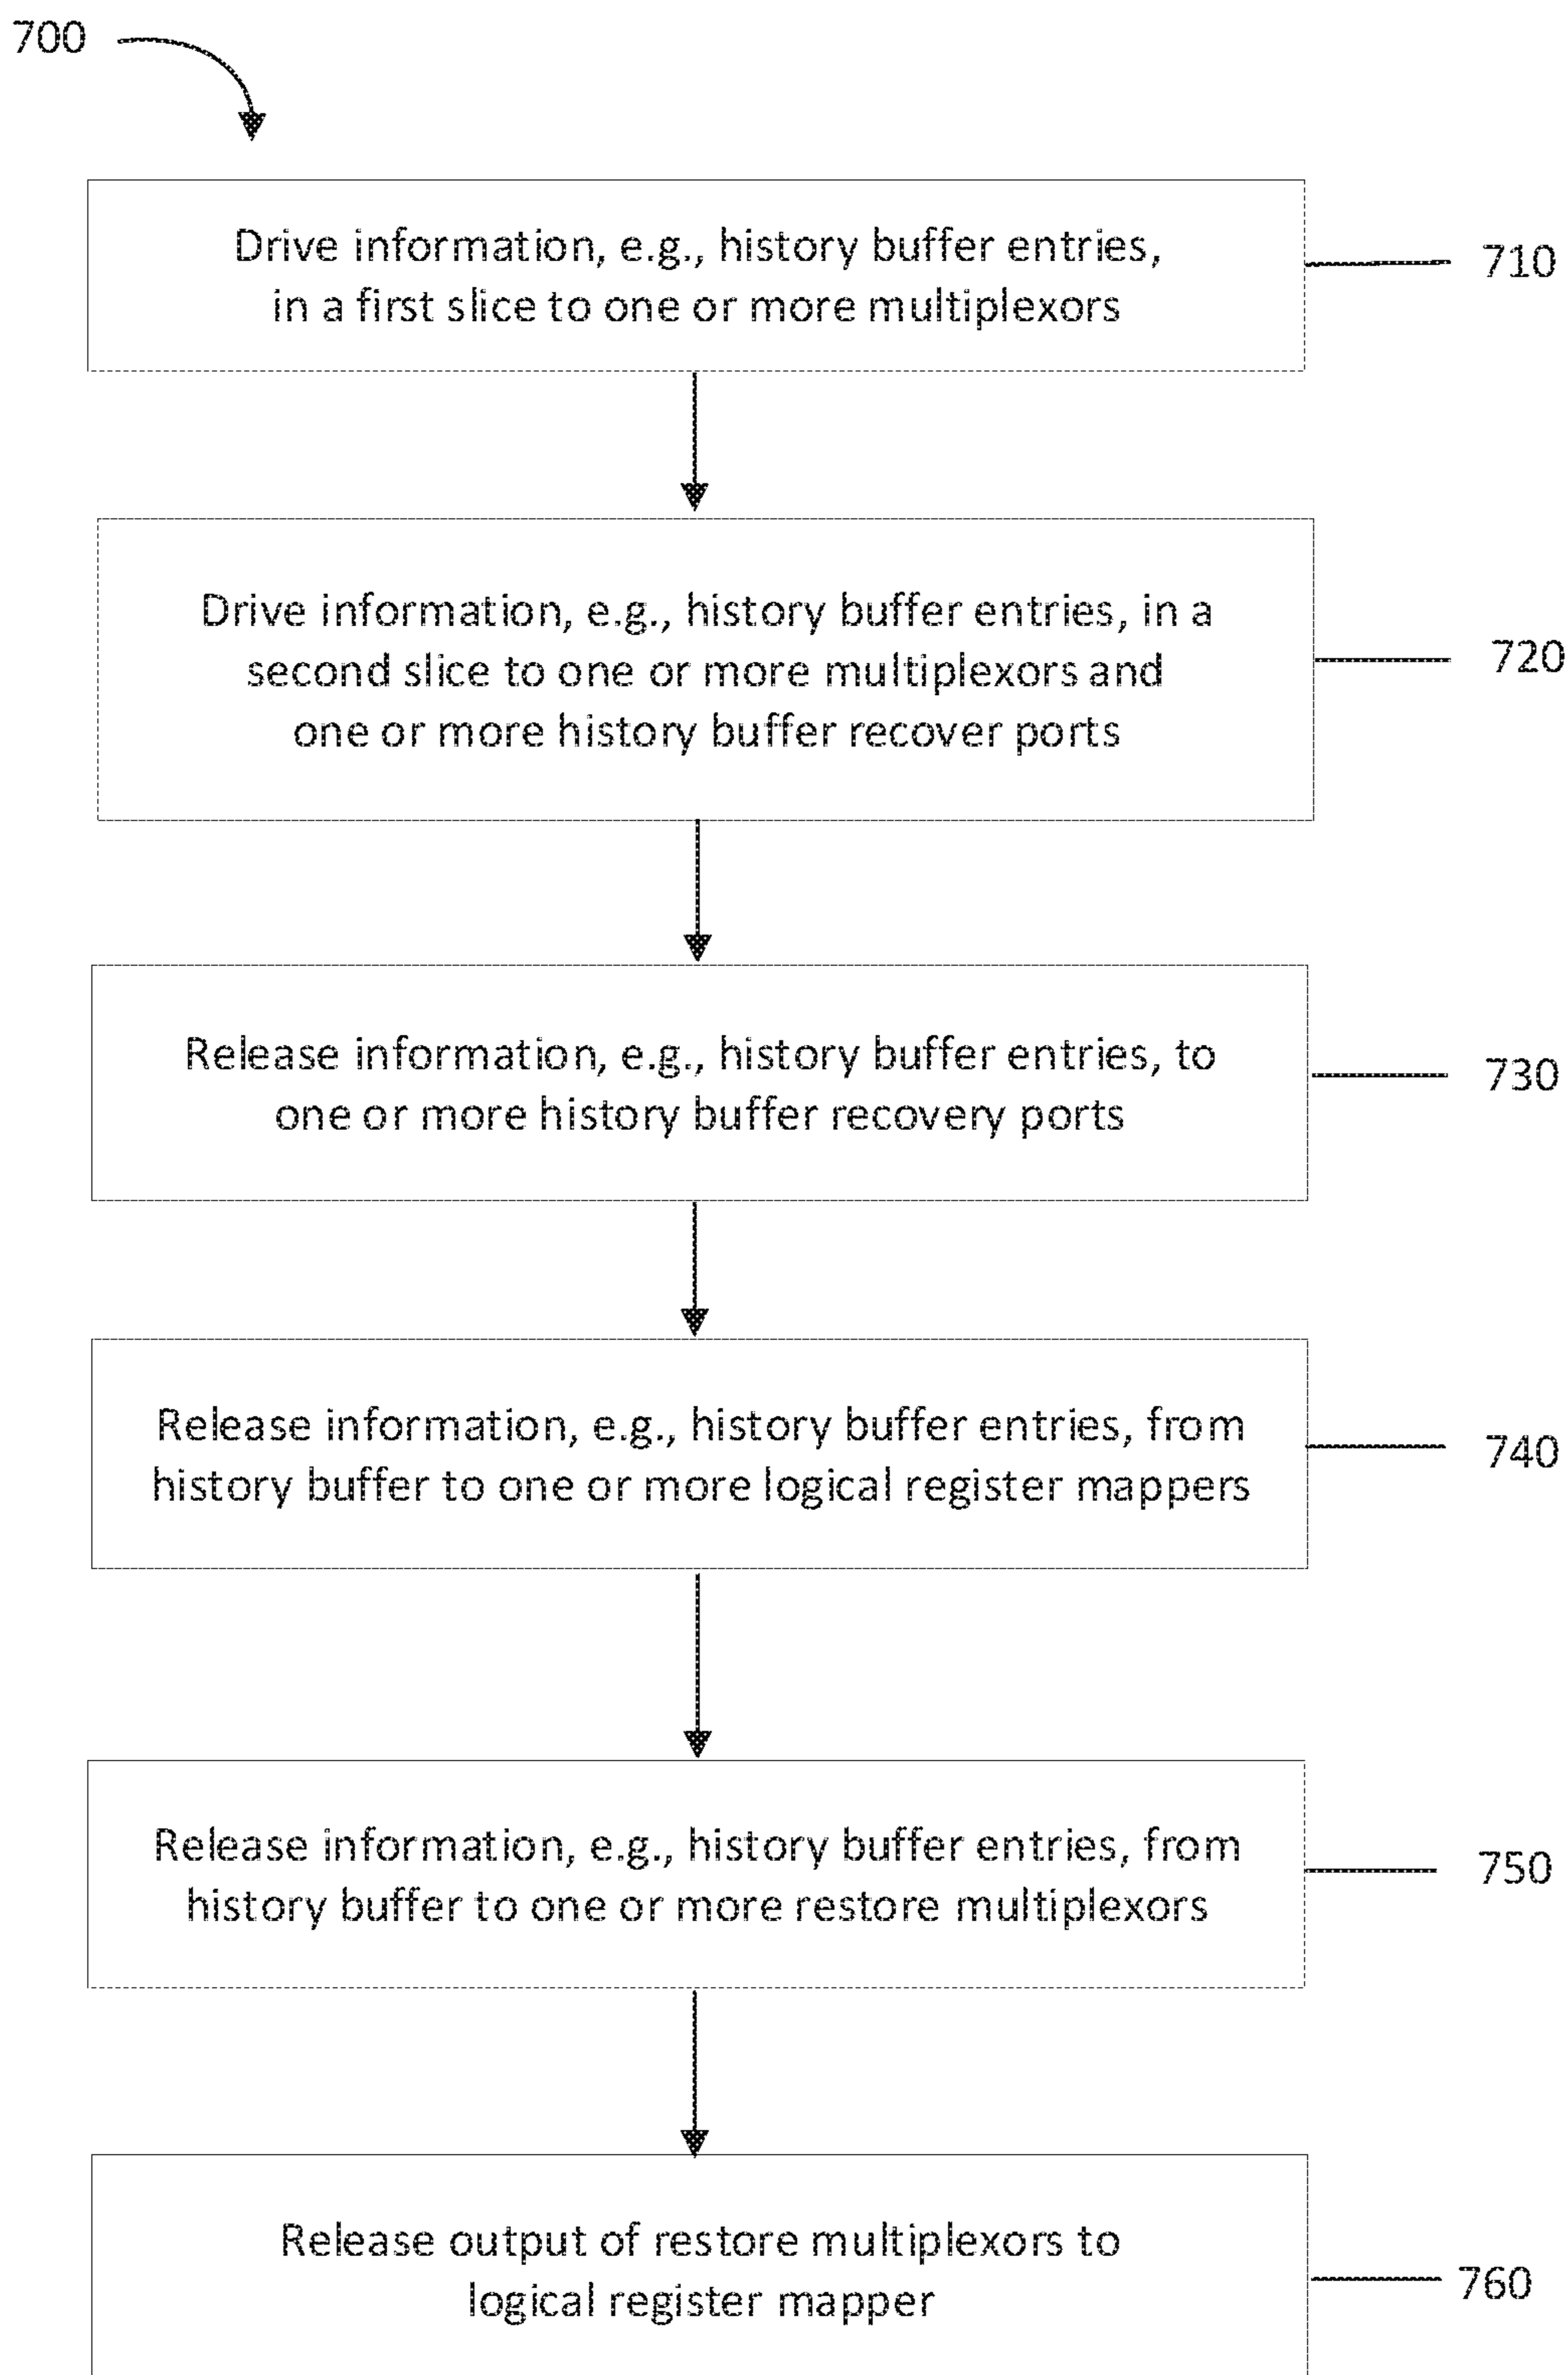 700
Drive information, e.g., history buffer entries,
in a first slice to one or more multiplexors
710
Drive information, e.g., history buffer entries, in a
second slice to one or more multiplexors and
one or more history buffer recover ports
720
Release information, e.g., history buffer entries, to
one or more history buffer recovery ports
730
Release information, e.g., history buffer entries, from
history buffer to one or more logical register mappers
740
Release information, e.g., history buffer entries, from
history buffer to one or more restore multiplexors
750
Release output of restore multiplexors to
logical register mapper
760